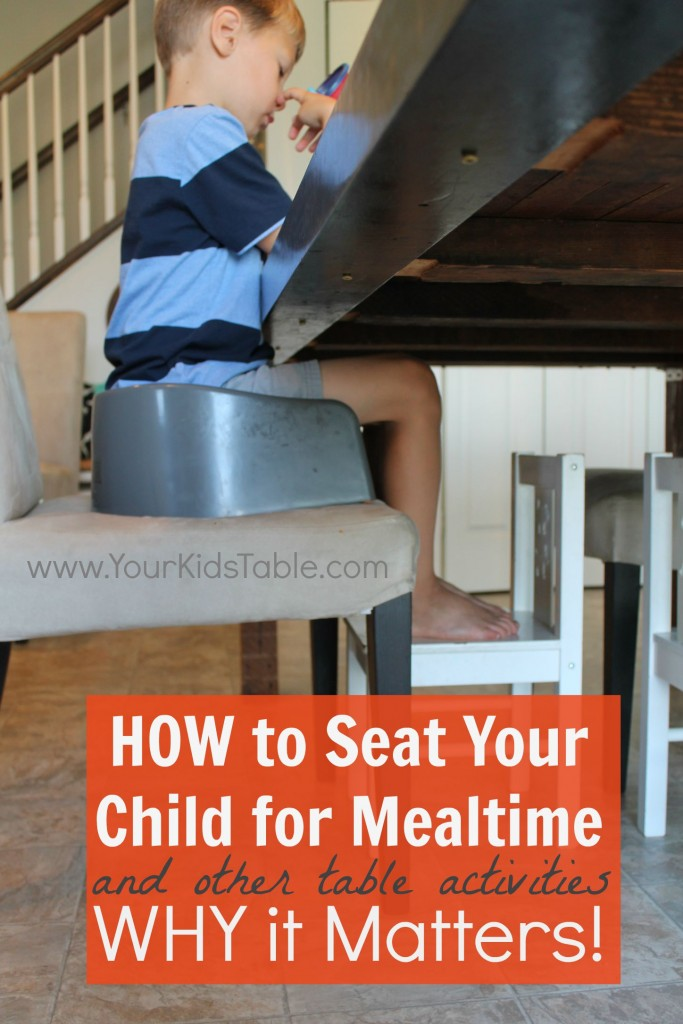 www.YourKidsTable.com
HOW to Seat Your
Child for Mealtime
and other table activities
WHY it Matters!